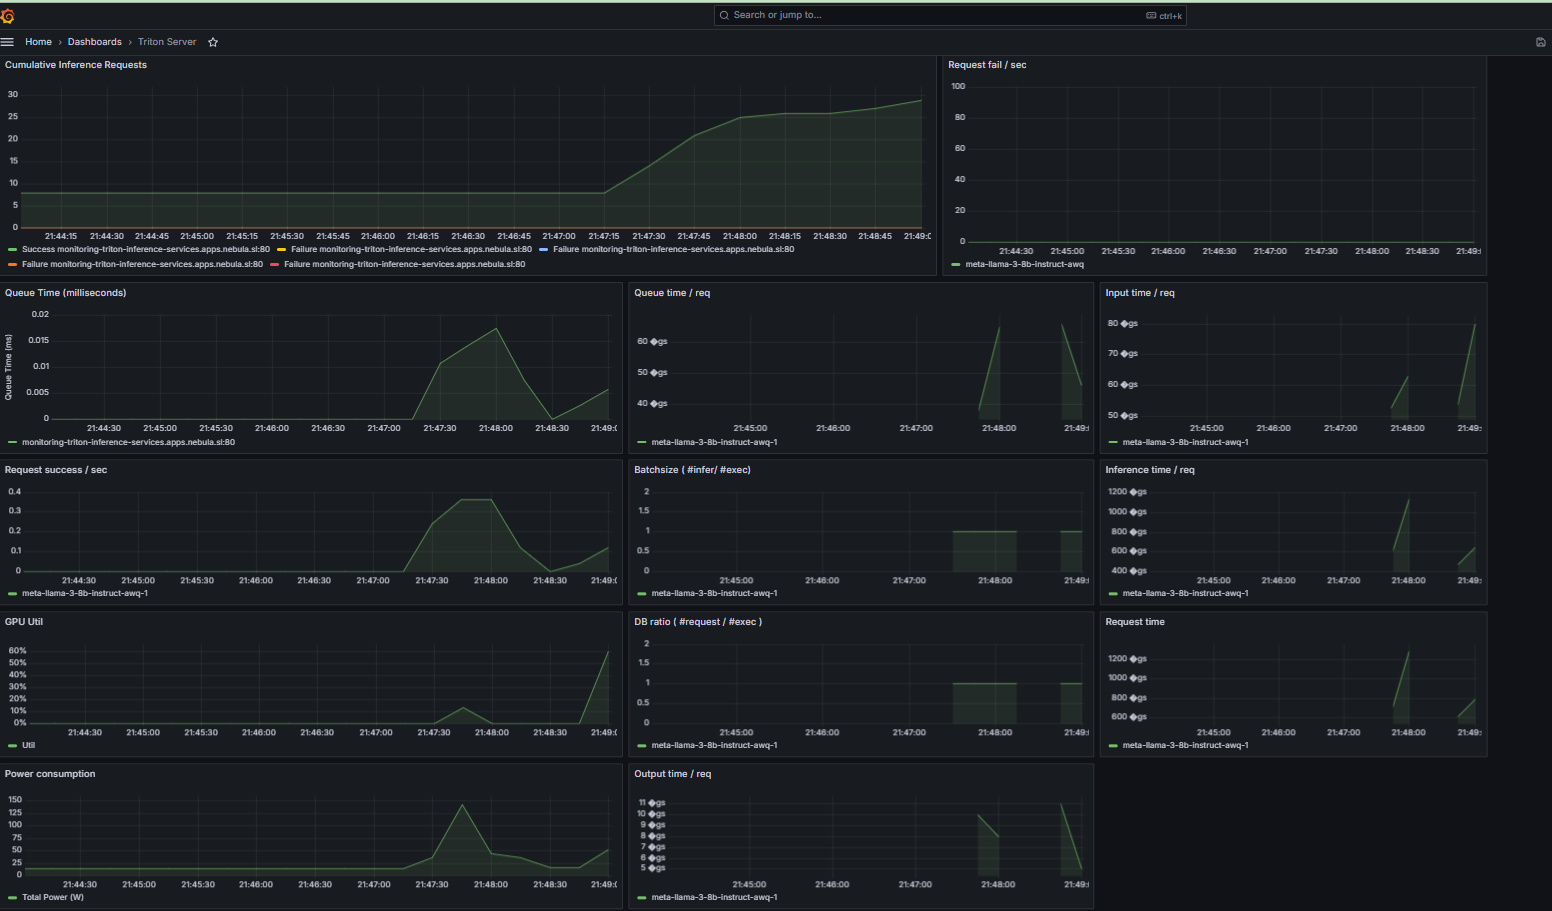 Search or jump to...
ctrl+k
Home › Dashboards › Triton Server
Cumulative Inference Requests
30
25
20
15
10
5
0
21:44:15 21:44:30 21:44:45 21:45:00 21:45:15 21:45:30 21:45:45 21:46:00 21:46:15 21:46:30 21:46:45 21:47:00 21:47:15 21:47:30 21:47:45 21:48:00 21:48:15 21:48:30 21:48:45 21:49:0
Success monitoring-triton-inference-services.apps.nebula.sl:80 Failure monitoring-triton-inference-services.apps.nebula.sl:80 Failure monitoring-triton-inference-services.apps.nebula.sl:80
Failure monitoring-triton-inference-services.apps.nebula.sl:80 Failure monitoring-triton-inference-services.apps.nebula.sl:80
Request fail / sec
100
80
60
40
20
0
21:44:30 21:45:00 21:45:30 21:46:00 21:46:30 21:47:00 21:47:30 21:48:00 21:48:30 21:49:
meta-llama-3-8b-instruct-awq
Queue Time (milliseconds)
Queue Time (ms)
0.02
0.015
0.01
0.005
0
21:44:30 21:45:00 21:45:30 21:46:00 21:46:30 21:47:00 21:47:30 21:48:00 21:48:30 21:49:0
monitoring-triton-inference-services.apps.nebula.sl:80
Queue time / req
60 �gs
50 �gs
40 �gs
21:45:00 21:46:00 21:47:00 21:48:00 21:49:
meta-llama-3-8b-instruct-awq-1
Input time / req
80 �gs
70 �gs
60 �gs
50 �gs
21:45:00 21:46:00 21:47:00 21:48:00 21:49:
meta-llama-3-8b-instruct-awq-1
Request success / sec
0.4
0.3
0.2
0.1
0
21:44:30 21:45:00 21:45:30 21:46:00 21:46:30 21:47:00 21:47:30 21:48:00 21:48:30 21:49:0
meta-llama-3-8b-instruct-awq-1
Batchsize ( #infer/ #exec)
2
1.5
1
0.5
0
21:45:00 21:46:00 21:47:00 21:48:00 21:49:
meta-llama-3-8b-instruct-awq-1
Inference time / req
1200 �gs
1000 �gs
800 �gs
600 �gs
400 �gs
21:45:00 21:46:00 21:47:00 21:48:00 21:49:
meta-llama-3-8b-instruct-awq-1
GPU Util
60%
50%
40%
30%
20%
10%
0%
21:44:30 21:45:00 21:45:30 21:46:00 21:46:30 21:47:00 21:47:30 21:48:00 21:48:30 21:49:0
Util
DB ratio ( #request / #exec )
2
1.5
1
0.5
0
21:45:00 21:46:00 21:47:00 21:48:00 21:49:
meta-llama-3-8b-instruct-awq-1
Request time
1200 �gs
1000 �gs
800 �gs
600 �gs
21:45:00 21:46:00 21:47:00 21:48:00 21:49:
meta-llama-3-8b-instruct-awq-1
Power consumption
150
125
100
75
50
25
0
21:44:30 21:45:00 21:45:30 21:46:00 21:46:30 21:47:00 21:47:30 21:48:00 21:48:30 21:49:0
Total Power (W)
Output time / req
11 �gs
10 �gs
9 �gs
8 �gs
7 �gs
6 �gs
5 �gs
21:45:00 21:46:00 21:47:00 21:48:00 21:49:
meta-llama-3-8b-instruct-awq-1